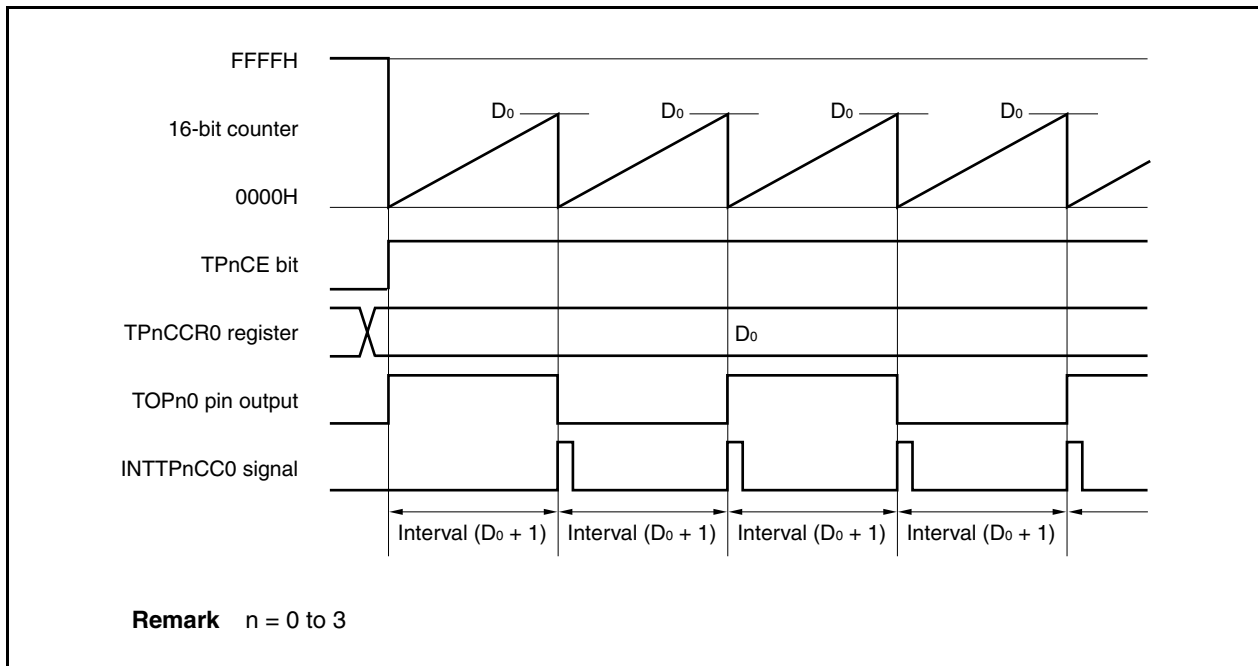 FFFFH
D₀ D₀ D₀ D₀
16-bit counter
0000H
TPnCE bit
TPnCCR0 register D₀
TOPn0 pin output
INTTPnCC0 signal
Interval (D₀ + 1) Interval (D₀ + 1) Interval (D₀ + 1) Interval (D₀ + 1)
Remark n = 0 to 3